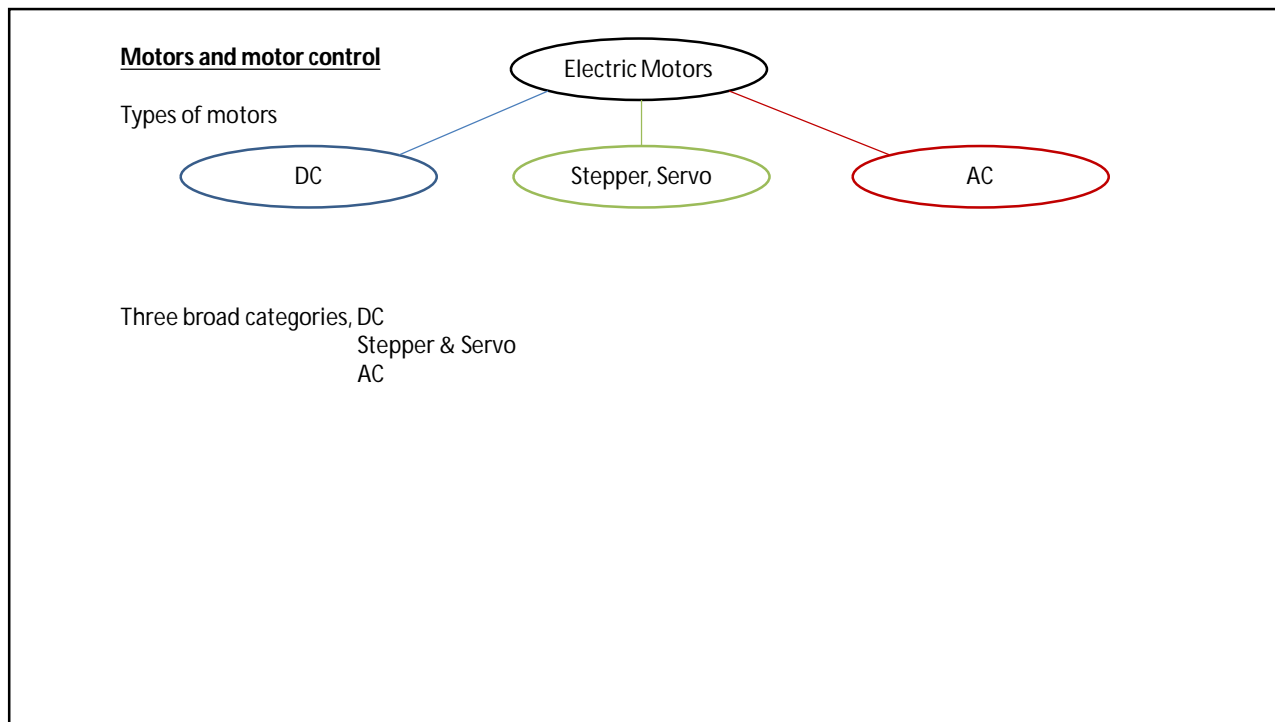 Motors and motor control
Electric Motors
Types of motors
DC
Stepper, Servo
AC
Three broad categories, DC
Stepper & Servo
AC